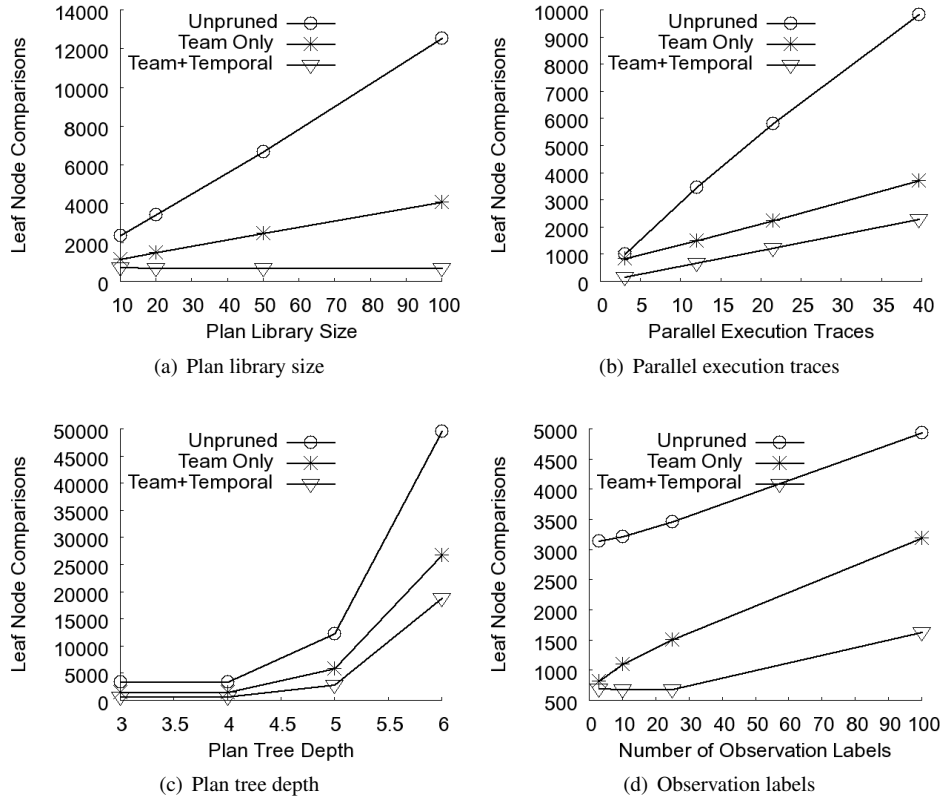 Leaf Node Comparisons
14000
12000
10000
8000
6000
4000
2000
0
Unpruned
Team Only
Team+Temporal
10 20 30 40 50 60 70 80 90 100
Plan Library Size
(a) Plan library size
Leaf Node Comparisons
10000
9000
8000
7000
6000
5000
4000
3000
2000
1000
0
Unpruned
Team Only
Team+Temporal
0 5 10 15 20 25 30 35 40
Parallel Execution Traces
(b) Parallel execution traces
Leaf Node Comparisons
50000
45000
40000
35000
30000
25000
20000
15000
10000
5000
0
Unpruned
Team Only
Team+Temporal
3 3.5 4 4.5 5 5.5 6
Plan Tree Depth
(c) Plan tree depth
Leaf Node Comparisons
5000
4500
4000
3500
3000
2500
2000
1500
1000
500
Unpruned
Team Only
Team+Temporal
0 10 20 30 40 50 60 70 80 90 100
Number of Observation Labels
(d) Observation labels